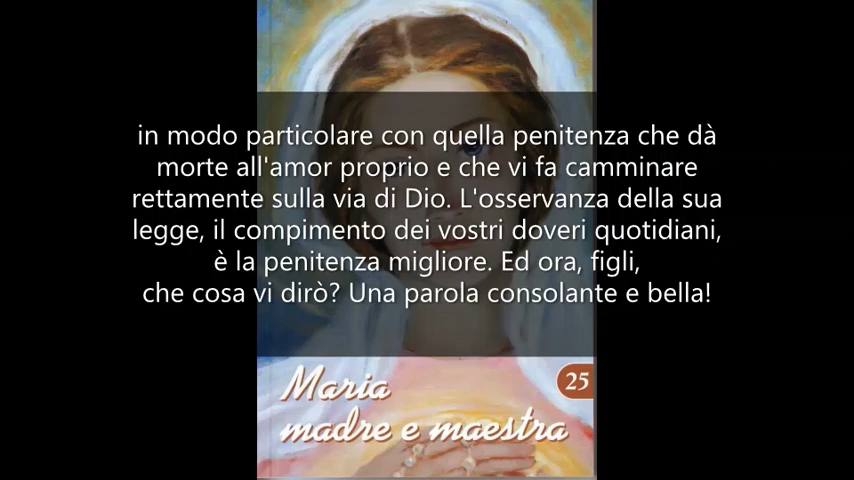 in modo particolare con quella penitenza che dà
morte all'amor proprio e che vi fa camminare
rettamente sulla via di Dio. L'osservanza della sua
legge, il compimento dei vostri doveri quotidiani,
è la penitenza migliore. Ed ora, figli,
che cosa vi dirò? Una parola consolante e bella!
25
Maria
madre e maestra